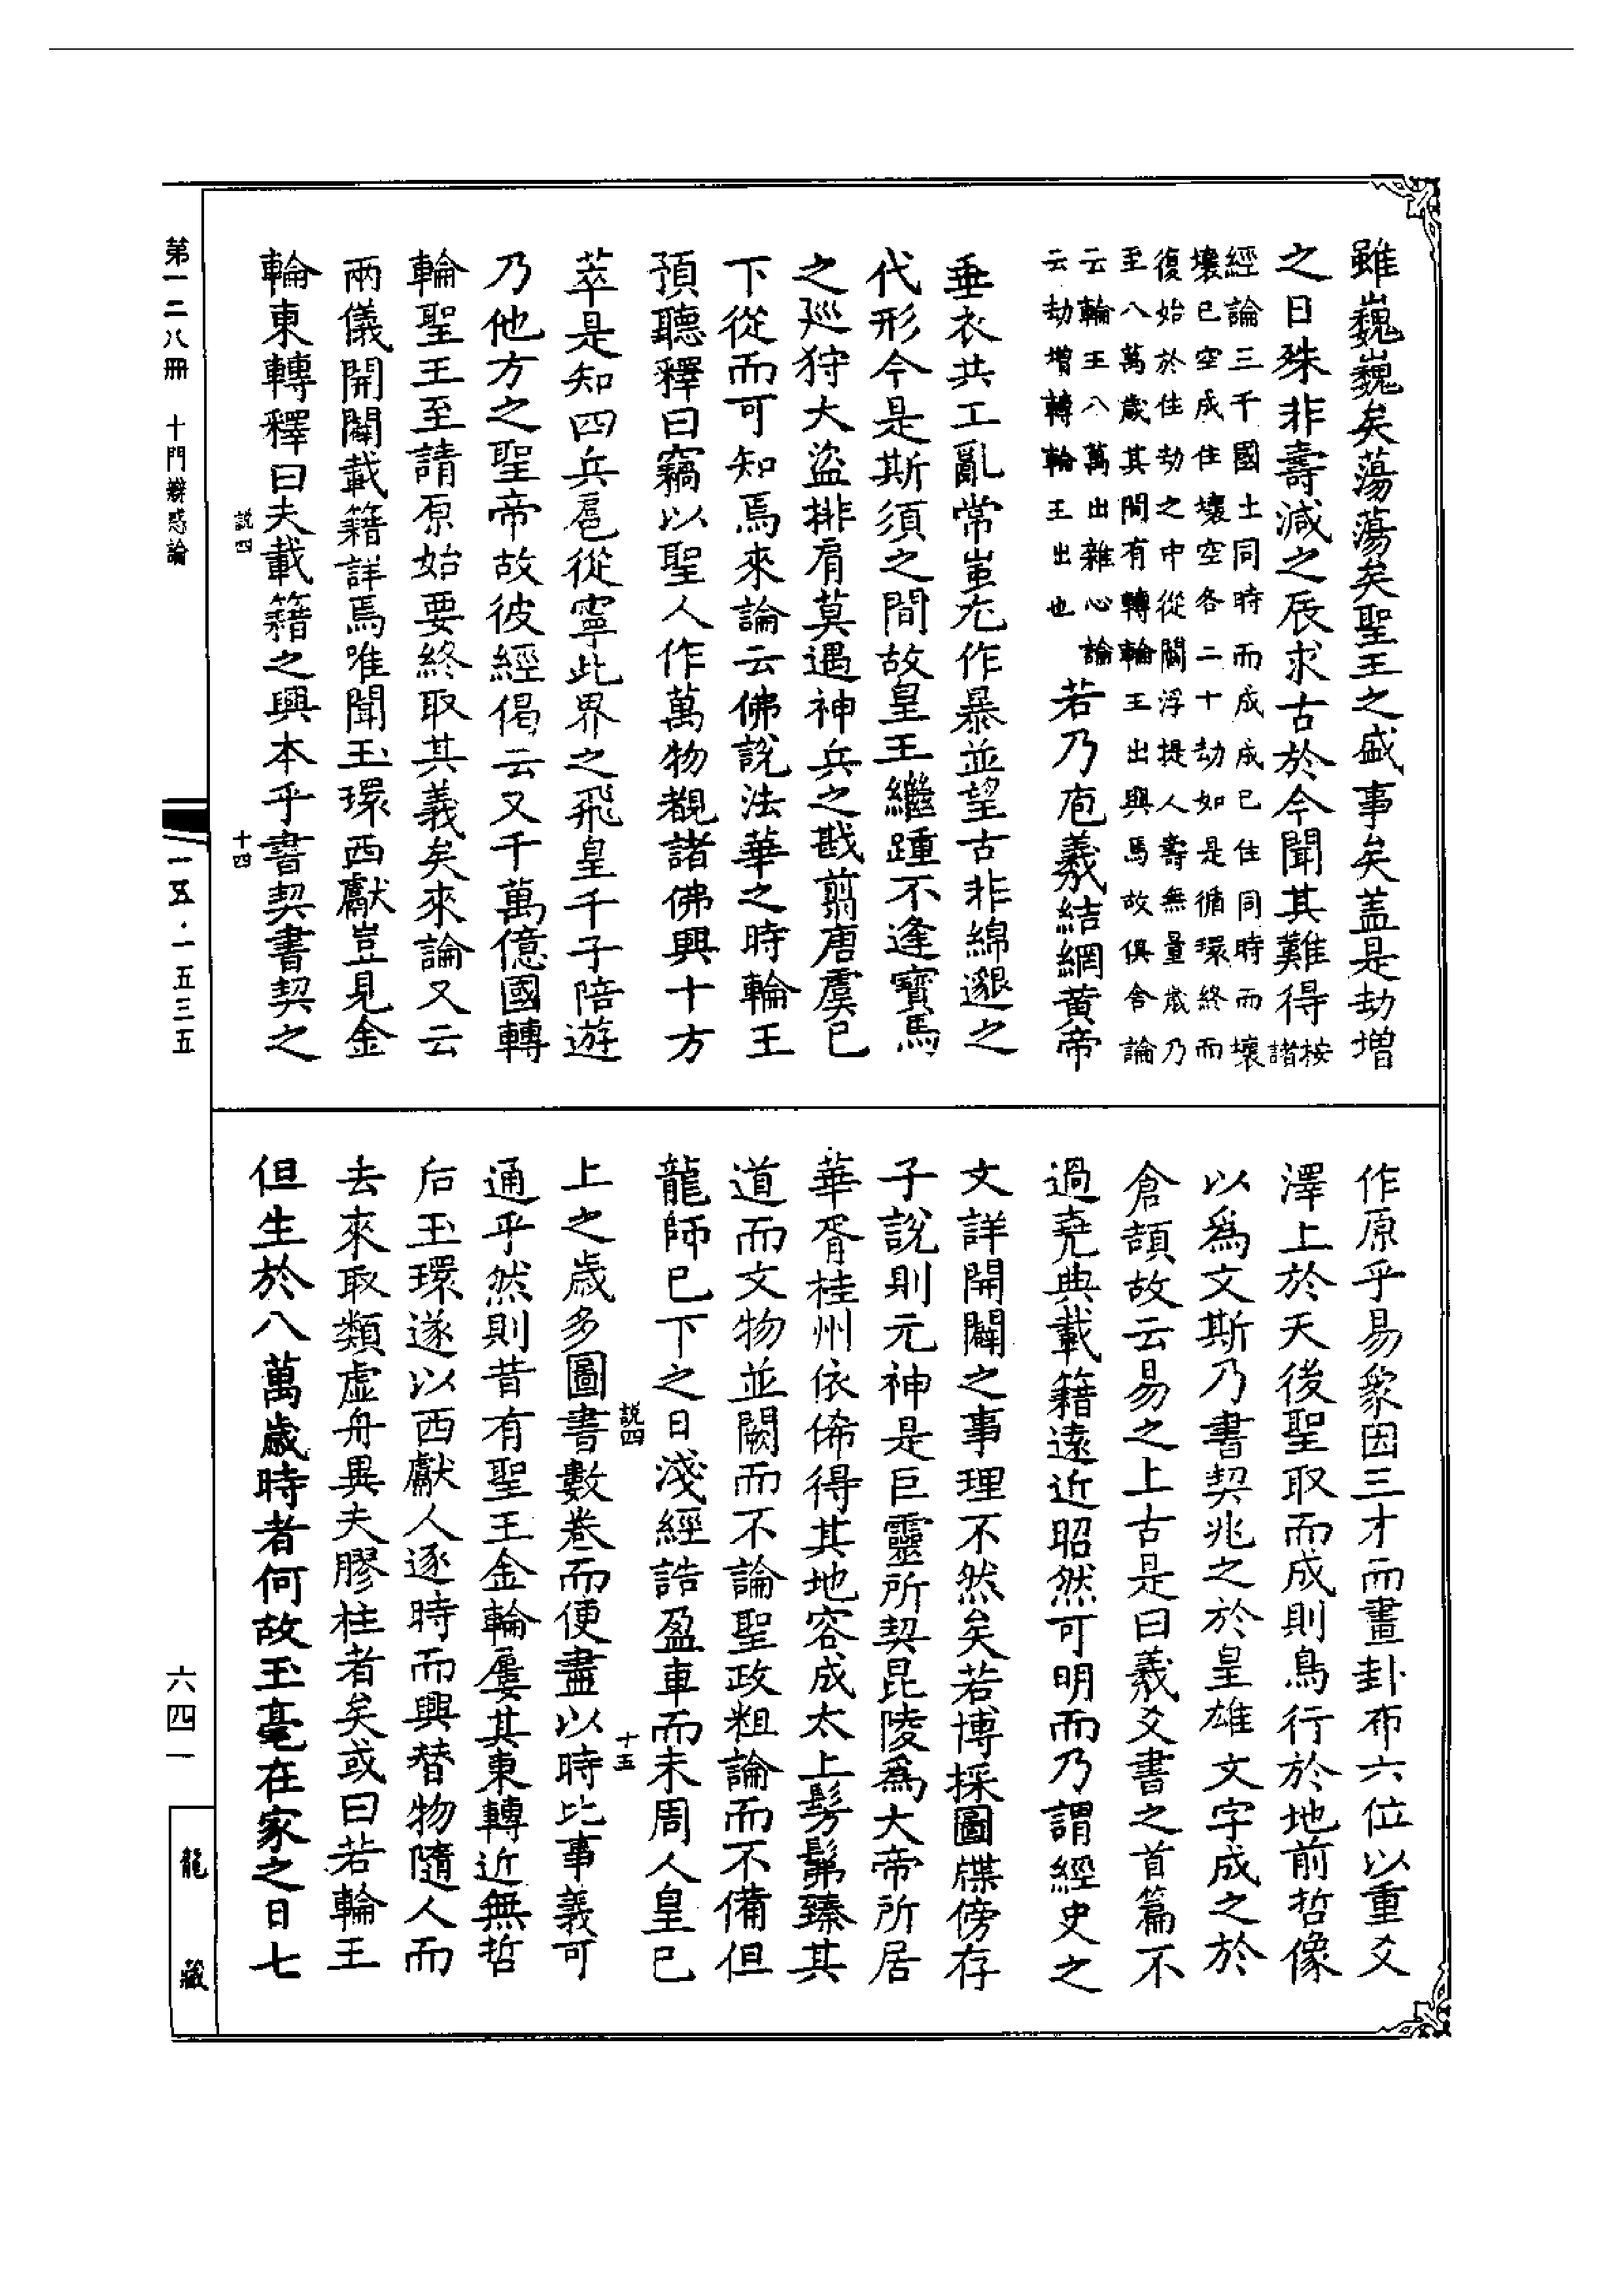 雖巍巍矣蕩蕩矣聖王之盛事矣盖是劫增
之日殊非壽減之辰求古於今聞其難得按諸
經論三千國土同時而成成已住同時而壞
壞已空成住壞空各二十劫如是循環終而
復始於住劫之中從閻浮提人壽無量歲乃
至八萬歲其間有轉輪王出興焉故俱舍論
云輪王八萬出雜心論
云劫增轉輪王出也
若乃庖羲結網黃帝
垂衣共工亂常蚩尤作暴並望古非綿邈之
代形今是斯須之間故皇王繼踵不逢寶馬
之廵狩大盜排肩莫遇神兵之戡翦唐虞已
下從而可知焉來論云佛說法華之時輪王
預聽釋曰竊以聖人作萬物覩諸佛興十方
萃是知四兵扈從寧此界之飛皇千子陪遊
乃他方之聖帝故彼經偈云又千萬億國轉
輪聖王至請原始要終取其義矣來論又云
兩儀開闢載籍詳焉唯聞玉環西獻豈見金
輪東轉釋曰夫載籍之興本乎書契書契之
説四
十四
作原乎易象因三才而畫卦布六位以重爻
澤上於天後聖取而成則鳥行於地前哲像
以爲文斯乃書契兆之於皇雄文字成之於
倉頡故云易之上古是曰羲爻書之首篇不
過堯典載籍遠近昭然可明而乃謂經史之
文詳開闢之事理不然矣若博採圖牒傍存
子說則元神是巨靈所契昆陵爲大帝所居
華胥桂州依俙得其地容成太上髣髴臻其
道而文物並闕而不論聖政粗論而不備但
龍師已下之日淺經誥盈車而未周人皇已
説四
十五
上之歲多圖書數卷而便盡以時比事義可
通乎然則昔有聖王金輪屢其東轉近無哲
后玉環遂以西獻人逐時而興替物隨人而
去來取類虛舟異夫膠柱者矣或曰若輪王
但生於八萬歲時者何故玉毫在家之日七
第一二八冊 十門辯惑論
一五·一五三五
六四一
龍藏